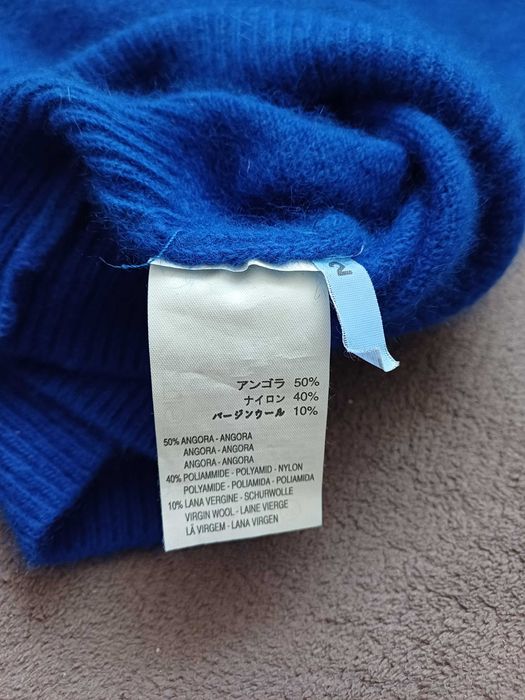 2
アンゴラ 50%
ナイロン 40%
バージンウール 10%
50% ANGORA - ANGORA
ANGORA - ANGORA
ANGORA - ANGORA
40% POLIAMMIDE - POLYAMID - NYLON
POLYAMIDE - POLIAMIDA - POLIAMIDA
10% LANA VERGINE - SCHURWOLLE
VIRGIN WOOL - LAINE VIERGE
LÃ VIRGEM - LANA VIRGEN